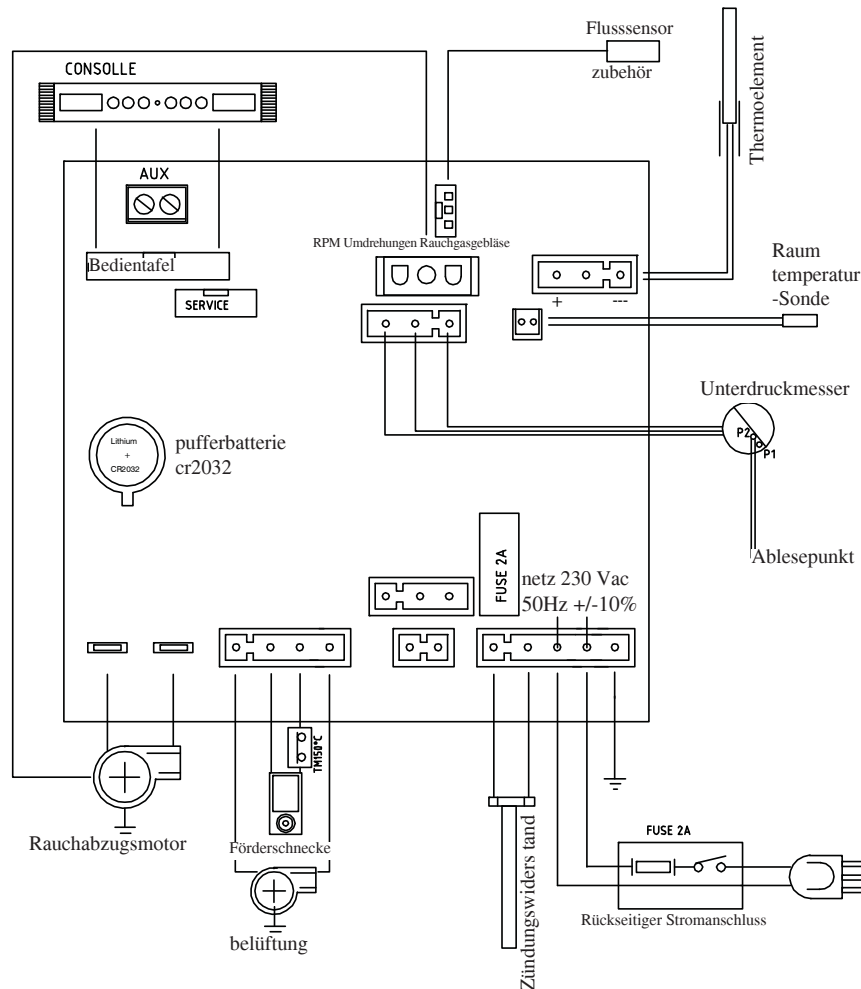 Flusssensor
zubehör
CONSOLLE
Thermoelement
AUX
RPM Umdrehungen Rauchgasgebläse
Bedientafel
SERVICE
+ ---
Raum
temperatur
-Sonde
Unterdruckmesser
P2
P1
Lithium
+
CR2032
pufferbatterie
cr2032
Ablesepunkt
FUSE 2A
netz 230 Vac
50Hz +/-10%
TM150°C
Rauchabzugsmotor
Förderschnecke
belüftung
Zündungswiders tand
FUSE 2A
Rückseitiger Stromanschluss